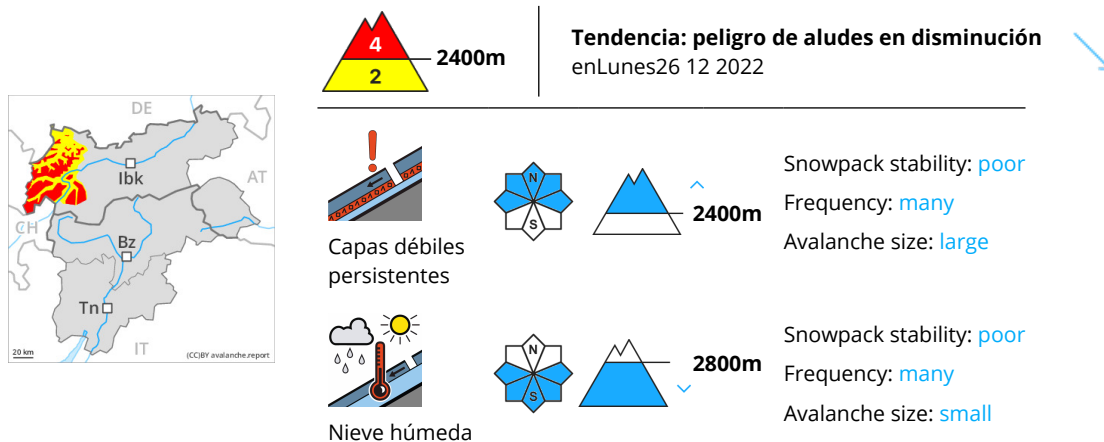 4
2
2400m
Tendencia: peligro de aludes en disminución
enLunes26 12 2022
DE
Ibk
AT
CH
Bz
Tn
IT
20 km
(CC)BY avalanche.report
N
S
2400m
Snowpack stability: poor
Frequency: many
Avalanche size: large
Capas débiles
persistentes
N
S
2800m
Snowpack stability: poor
Frequency: many
Avalanche size: small
Nieve húmeda